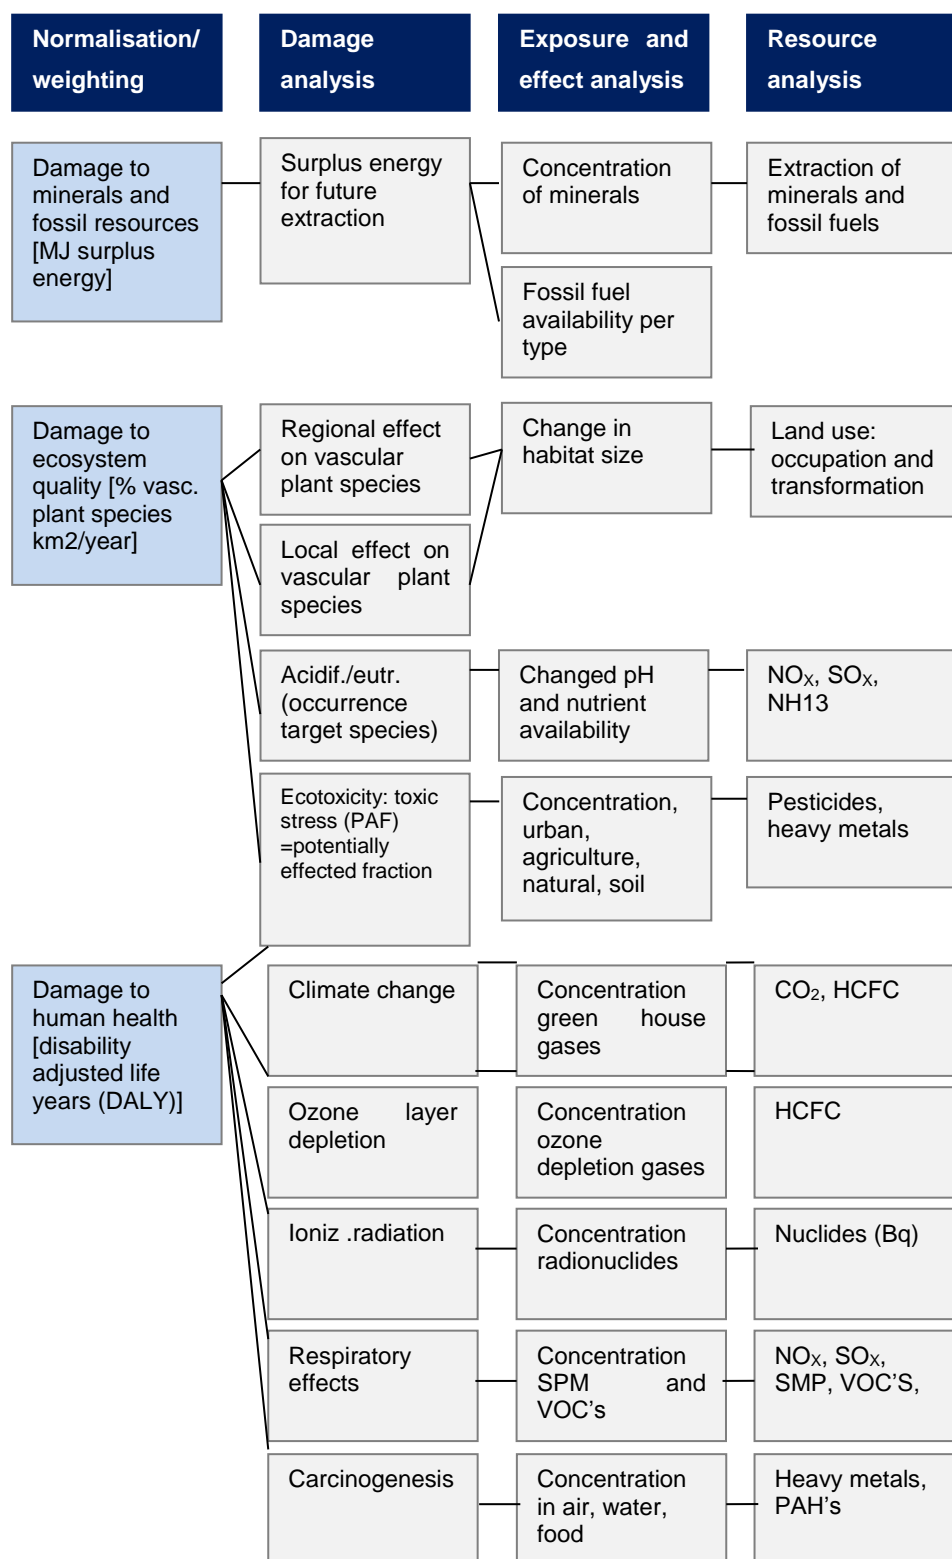 Normalisation/
weighting
Damage
analysis
Exposure and
effect analysis
Resource
analysis
Damage to
minerals and
fossil resources
[MJ surplus
energy]
Surplus energy
for future
extraction
Concentration
of minerals
Extraction of
minerals and
fossil fuels
Fossil fuel
availability per
type
Damage to
ecosystem
quality [% vasc.
plant species
km2/year]
Regional effect
on vascular
plant species
Change in
habitat size
Land use:
occupation and
transformation
Local effect on
vascular plant
species
Acidif./eutr.
(occurrence
target species)
Changed pH
and nutrient
availability
NOX, SOX,
NH13
Ecotoxicity: toxic
stress (PAF)
=potentially
effected fraction
Concentration,
urban,
agriculture,
natural, soil
Pesticides,
heavy metals
Damage to
human health
[disability
adjusted life
years (DALY)]
Climate change
Concentration
green house
gases
CO2, HCFC
Ozone layer
depletion
Concentration
ozone
depletion gases
HCFC
Ioniz .radiation
Concentration
radionuclides
Nuclides (Bq)
Respiratory
effects
Concentration
SPM and
VOC's
NOX, SOX,
SMP, VOC'S,
Carcinogenesis
Concentration
in air, water,
food
Heavy metals,
PAH's